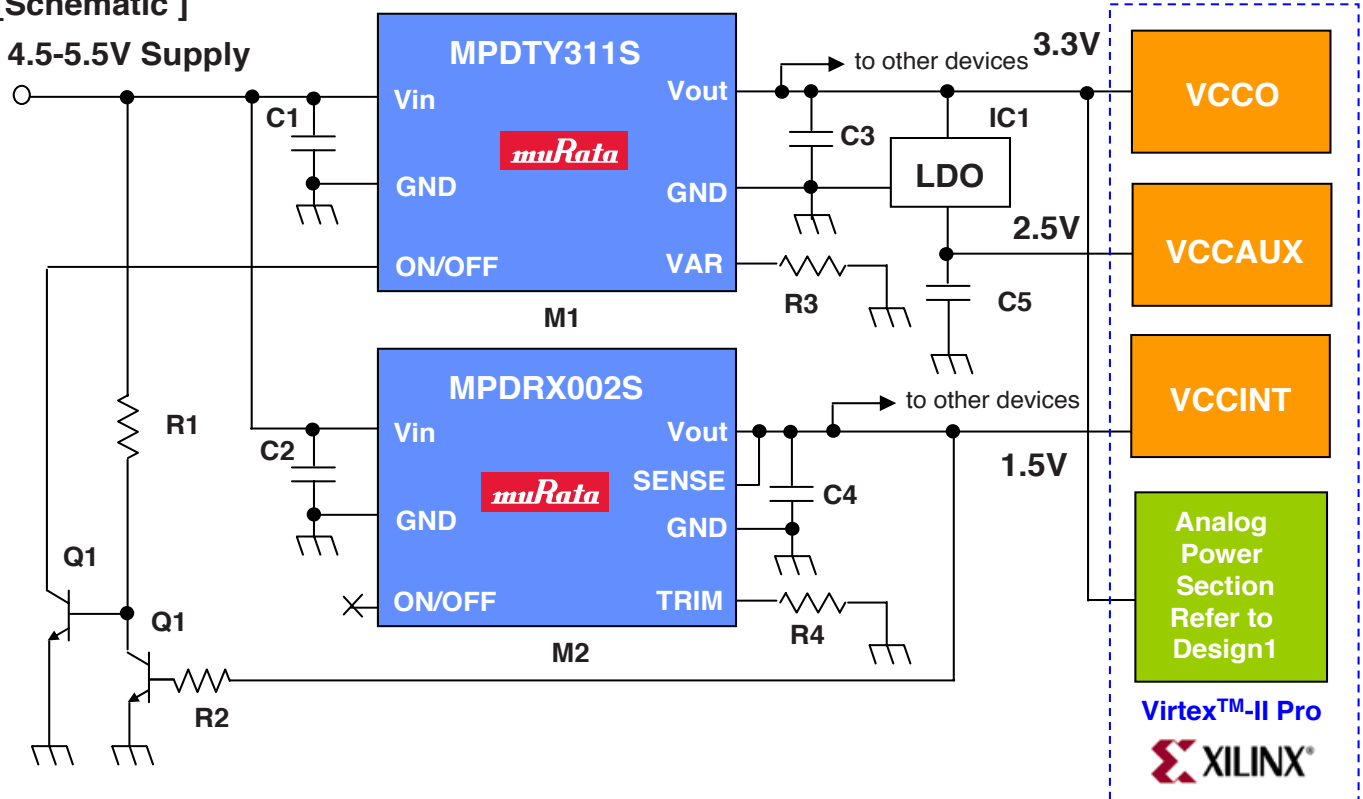 [Schematic ]
4.5-5.5V Supply
MPDTY311S
Vin
Vout
muRata
GND
GND
ON/OFF
VAR
M1
C1
C3
to other devices
3.3V
IC1
LDO
2.5V
C5
R3
VCCO
VCCAUX
VCCINT
MPDRX002S
Vin
Vout
SENSE
muRata
GND
GND
ON/OFF
TRIM
M2
C2
C4
to other devices
1.5V
R4
R1
Q1
Q1
R2
Analog
Power
Section
Refer to
Design1
Virtex™-II Pro
XILINX®